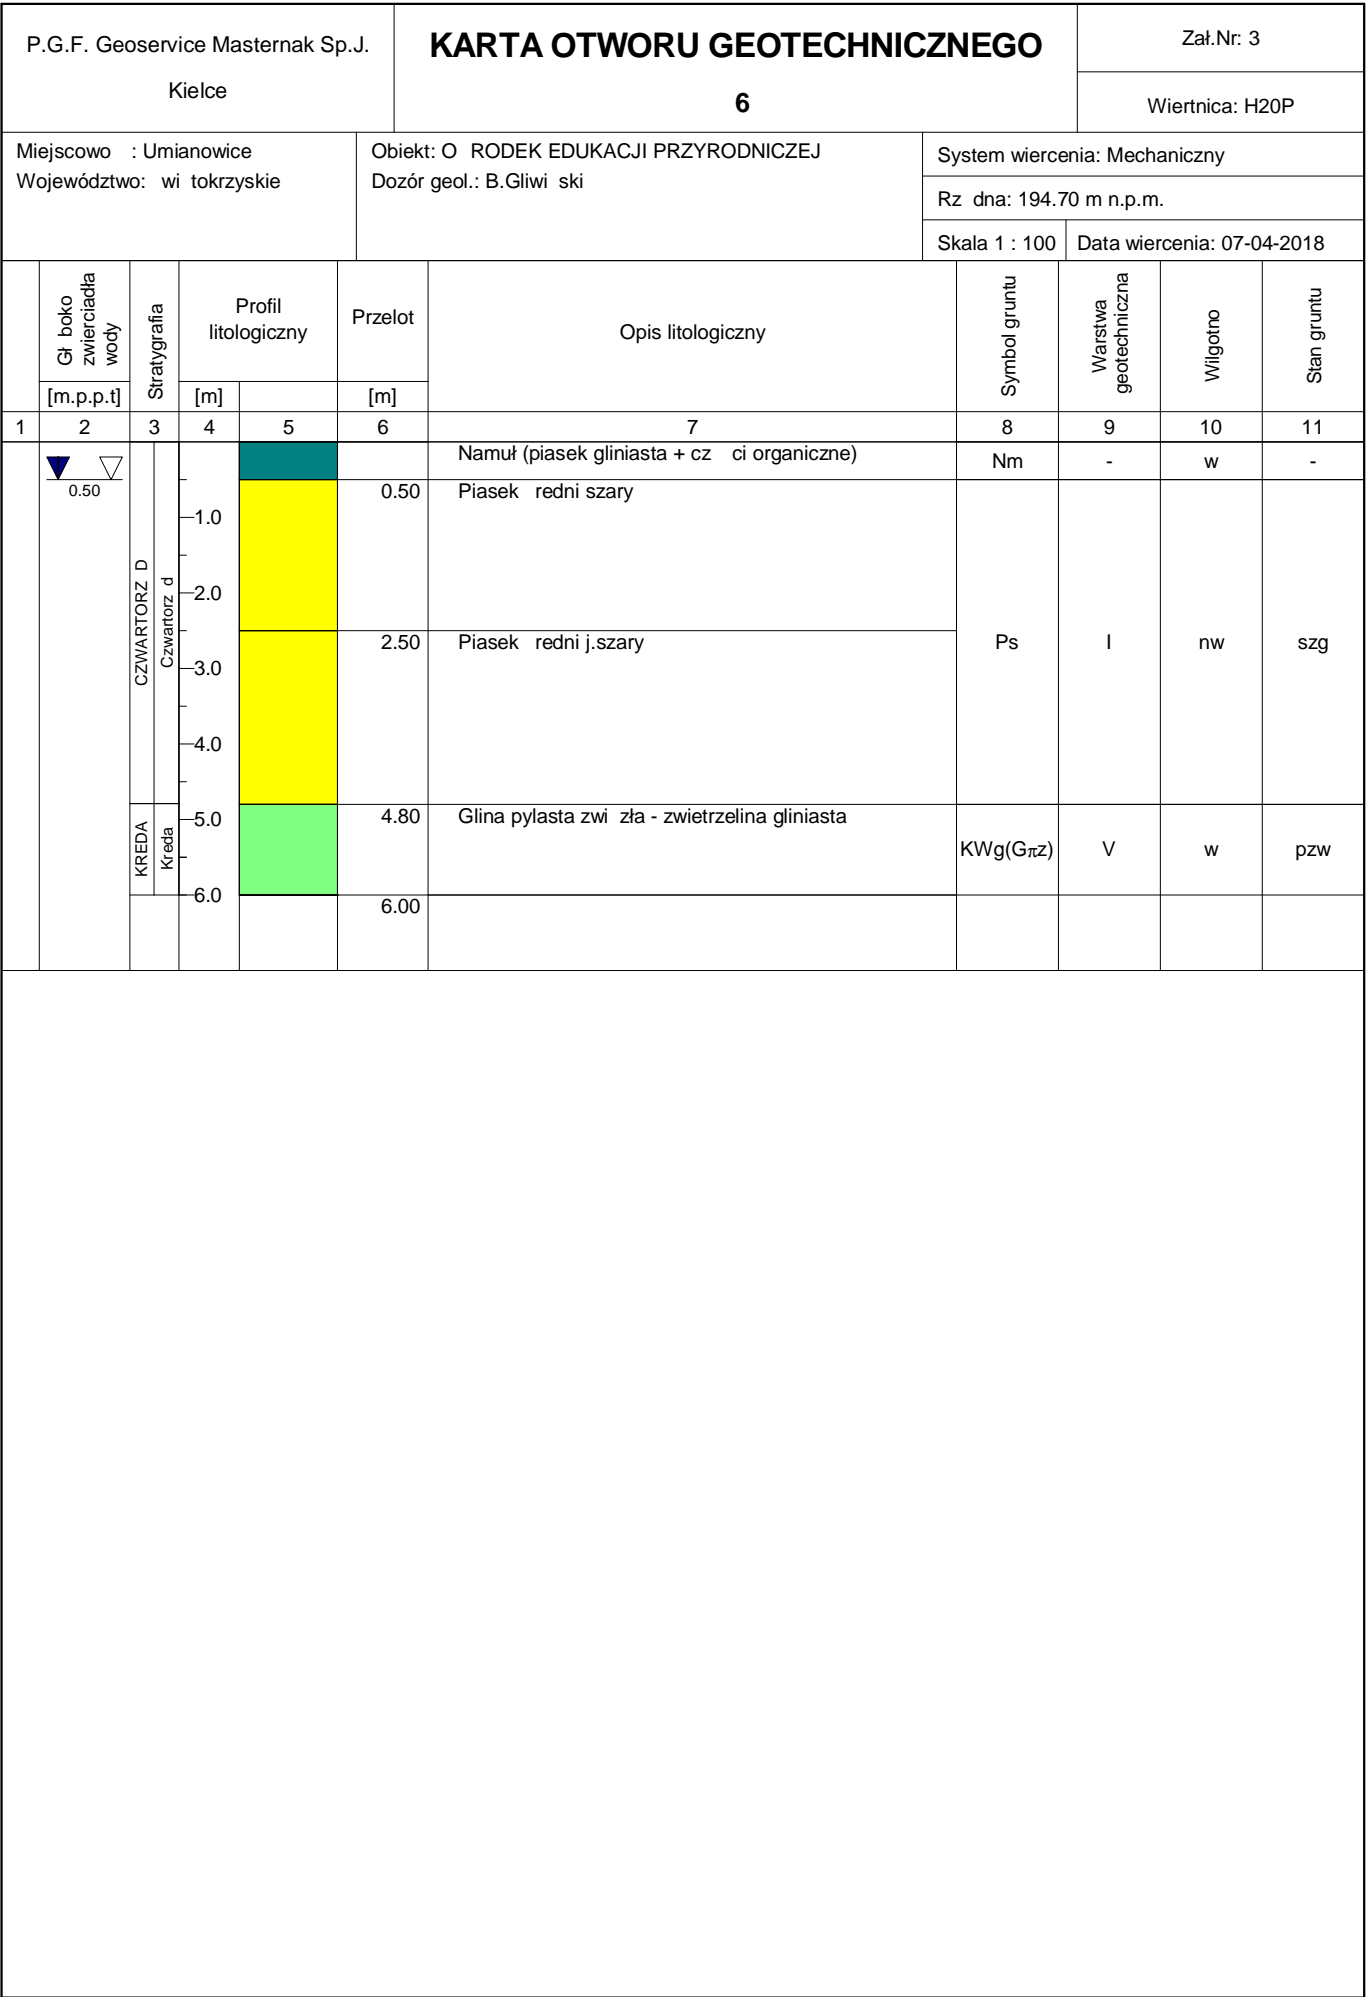 P.G.F. Geoservice Masternak Sp.J.
Kielce
KARTA OTWORU GEOTECHNICZNEGO
6
Zał.Nr: 3
Wiertnica: H20P
Miejscowo : Umianowice
Województwo: wi tokrzyskie
Obiekt: O RODEK EDUKACJI PRZYRODNICZEJ
Dozór geol.: B.Gliwi ski
System wiercenia: Mechaniczny
Rz dna: 194.70 m n.p.m.
Skala 1 : 100
Data wiercenia: 07-04-2018
Gł boko
zwierciadła
wody
[m.p.p.t]
Stratygrafia
Profil
litologiczny
[m]
Przelot
[m]
Opis litologiczny
Symbol gruntu
Warstwa
geotechniczna
Wilgotno
Stan gruntu
1 2 3 4 5 6 7 8 9 10 11
Namuł (piasek gliniasta + cz ci organiczne)
Nm - w -
0.50
0.50 Piasek redni szary
1.0
2.0
CZWARTORZ D
Czwartorz d
2.50 Piasek redni j.szary
Ps I nw szg
3.0
4.0
4.80 Glina pylasta zwi zła - zwietrzelina gliniasta
5.0
KREDA
Kreda
KWg(Gπz) V w pzw
6.0
6.00